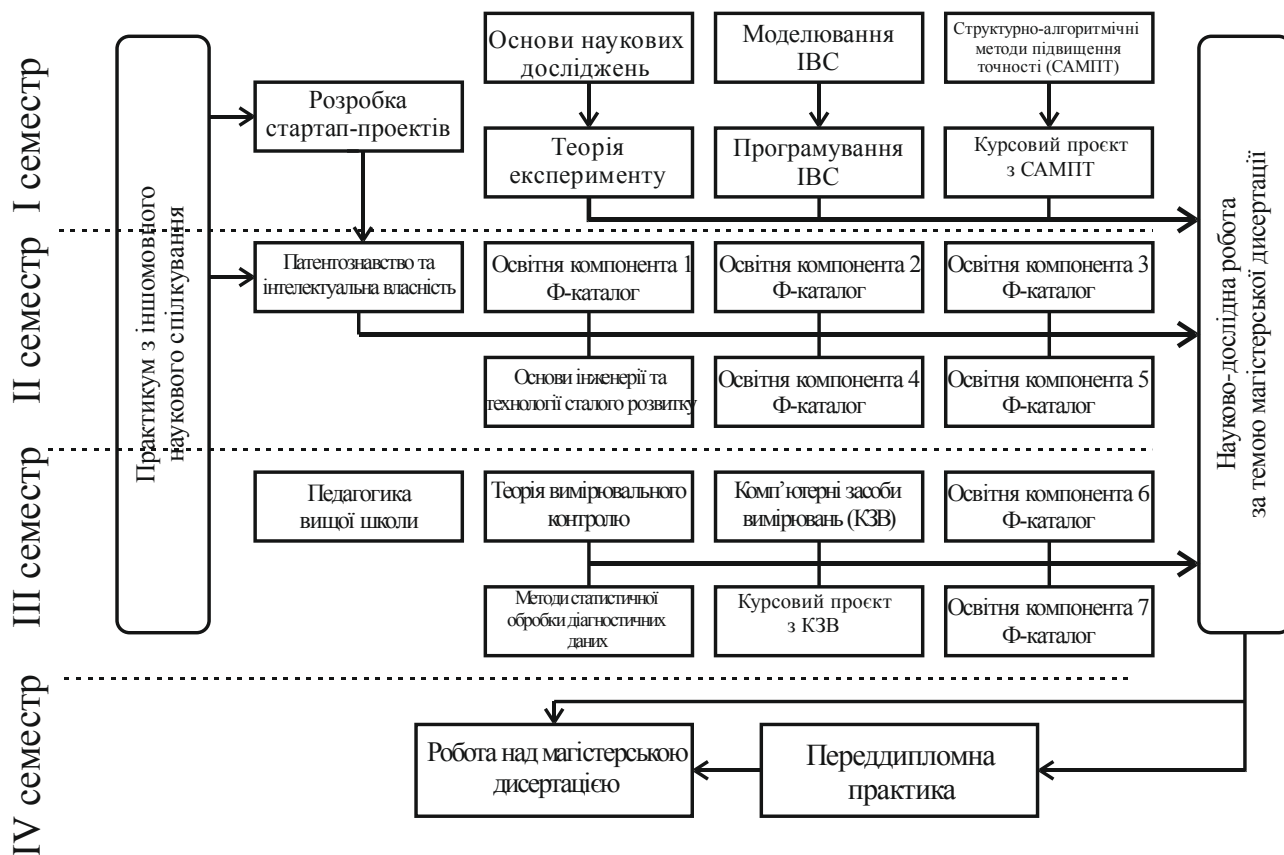 I семестр
II семестр
III семестр
IV семестр
Практикум з іншомовного
наукового спілкування
Розробка
стартап-проектів
Основи наукових
досліджень
Моделювання
ІВС
Структурно-алгоритмічні
методи підвищення
точності (САМПТ)
Теорія
експерименту
Програмування
ІВС
Курсовий проєкт
з САМПТ
Патентознавство та
інтелектуальна власність
Освітня компонента 1
Ф-каталог
Освітня компонента 2
Ф-каталог
Освітня компонента 3
Ф-каталог
Основи інженерії та
технології сталого розвитку
Освітня компонента 4
Ф-каталог
Освітня компонента 5
Ф-каталог
Педагогика
вищої школи
Теорія вимірювального
контролю
Комп’ютерні засоби
вимірювань (КЗВ)
Освітня компонента 6
Ф-каталог
Методи статистичної
обробки діагностичних
даних
Курсовий проєкт
з КЗВ
Освітня компонента 7
Ф-каталог
Науково-дослідна робота
за темою магістерської дисертації
Робота над магістерською
дисертацією
Переддипломна
практика